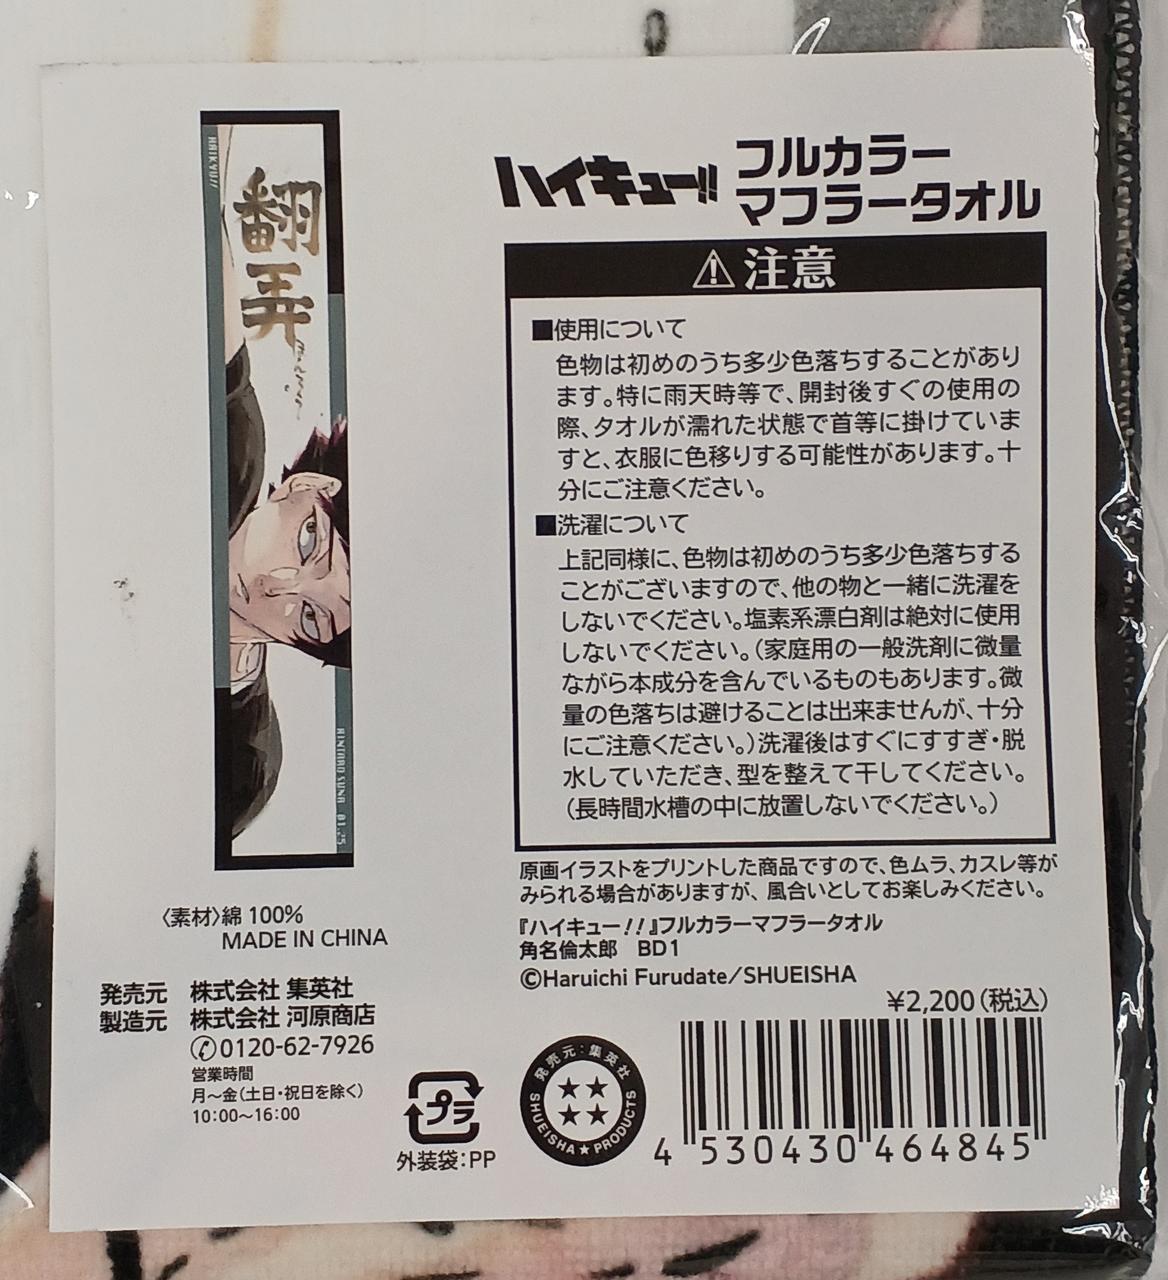 HAIKYU!!
翻弄
ほんろう
RINTARO SUNA 01.25
ハイキュー!! フルカラー
マフラータオル
⚠注意
■使用について
色物は初めのうち多少色落ちすることがあり
ます。特に雨天時等で、開封後すぐの使用の
際、タオルが濡れた状態で首等に掛けていま
すと、衣服に色移りする可能性があります。十
分にご注意ください。
■洗濯について
上記同様に、色物は初めのうち多少色落ちする
ことがございますので、他の物と一緒に洗濯を
しないでください。塩素系漂白剤は絶対に使用
しないでください。（家庭用の一般洗剤に微量
ながら本成分を含んでいるものもあります。微
量の色落ちは避けることは出来ませんが、十分
にご注意ください。）洗濯後はすぐにすすぎ・脱
水していただき、型を整えて干してください。
（長時間水槽の中に放置しないでください。）
原画イラストをプリントした商品ですので、色ムラ、カスレ等が
みられる場合がありますが、風合いとしてお楽しみください。
『ハイキュー!!』フルカラーマフラータオル
角名倫太郎 BD1
©Haruichi Furudate/SHUEISHA
¥2,200（税込）
〈素材〉綿 100%
MADE IN CHINA
発売元 株式会社 集英社
製造元 株式会社 河原商店
✆0120-62-7926
営業時間
月〜金（土日・祝日を除く）
10:00〜16:00
プラ
外装袋：PP
発売元：集英社
SHUEISHA★PRODUCTS
4 530430 464845